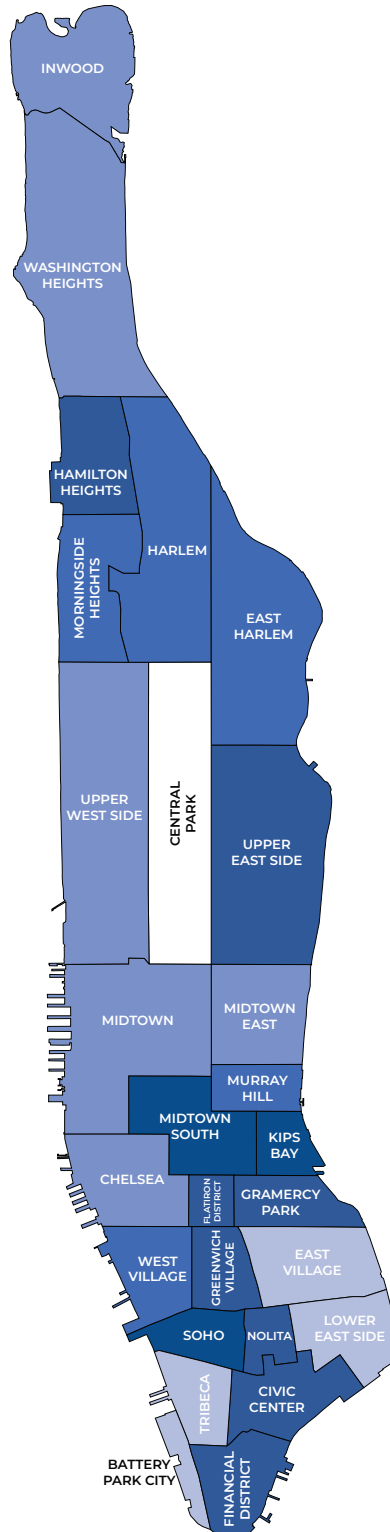 INWOOD
WASHINGTON
HEIGHTS
HAMILTON
HEIGHTS
HARLEM
MORNINGSIDE
HEIGHTS
EAST
HARLEM
UPPER
WEST SIDE
CENTRAL
PARK
UPPER
EAST SIDE
MIDTOWN
MIDTOWN
EAST
MURRAY
HILL
MIDTOWN
SOUTH
KIPS
BAY
CHELSEA
FLATIRON
DISTRICT
GRAMERCY
PARK
WEST
VILLAGE
GREENWICH
VILLAGE
EAST
VILLAGE
SOHO
NOLITA
LOWER
EAST SIDE
TRIBECA
CIVIC
CENTER
BATTERY
PARK CITY
FINANCIAL
DISTRICT